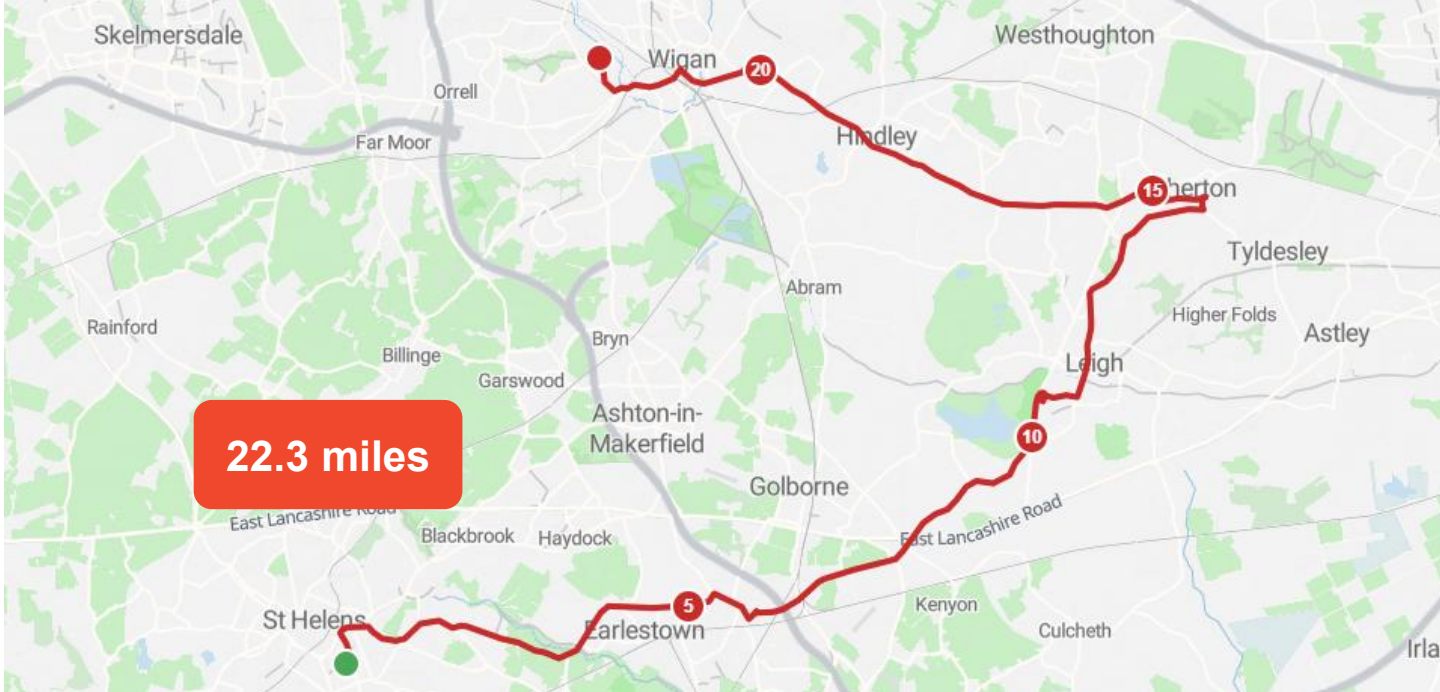 Skelmersdale
Westhoughton
Wigan
20
Orrell
Far Moor
Hindley
15
herton
Tyldesley
Abram
Higher Folds
Rainford
Bryn
Astley
Billinge
Leigh
Garswood
Ashton-in-
Makerfield
10
22.3 miles
Golborne
East Lancashire Road
East Lancashire Road
Blackbrook
Haydock
5
Kenyon
St Helens
Earlestown
Culcheth
Irla